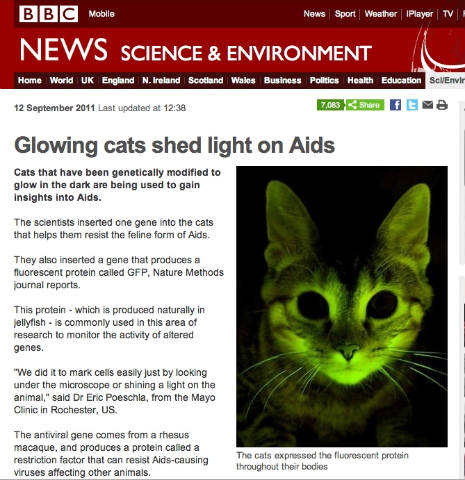 BBC Mobile News Sport Weather iPlayer TV
NEWS SCIENCE & ENVIRONMENT
Home World UK England N. Ireland Scotland Wales Business Politics Health Education Sci/Envir
12 September 2011 Last updated at 12:38
7,083 Share
Glowing cats shed light on Aids
Cats that have been genetically modified to
glow in the dark are being used to gain
insights into Aids.
The scientists inserted one gene into the cats
that helps them resist the feline form of Aids.
They also inserted a gene that produces a
fluorescent protein called GFP, Nature Methods
journal reports.
This protein - which is produced naturally in
jellyfish - is commonly used in this area of
research to monitor the activity of altered
genes.
"We did it to mark cells easily just by looking
under the microscope or shining a light on the
animal," said Dr Eric Poeschla, from the Mayo
Clinic in Rochester, US.
The antiviral gene comes from a rhesus
macaque, and produces a protein called a
restriction factor that can resist Aids-causing
viruses affecting other animals.
The cats expressed the fluorescent protein
throughout their bodies